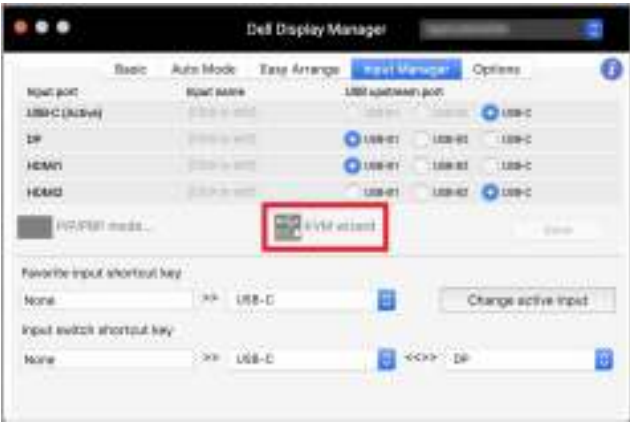 Dell Display Manager
Basic Auto Mode Easy Arrange Input Manager Options
Input port Input name USB upstream port
USB-C (Active) USB-C
DP USB-B1 USB-B2 USB-C
HDMI1 USB-B1 USB-B2 USB-C
HDMI2 USB-B1 USB-B2 USB-C
PIP/PBP mode... KVM wizard
Favorite input shortcut key
None >> USB-C Change active input
Input switch shortcut key
None >> USB-C <<>> DP